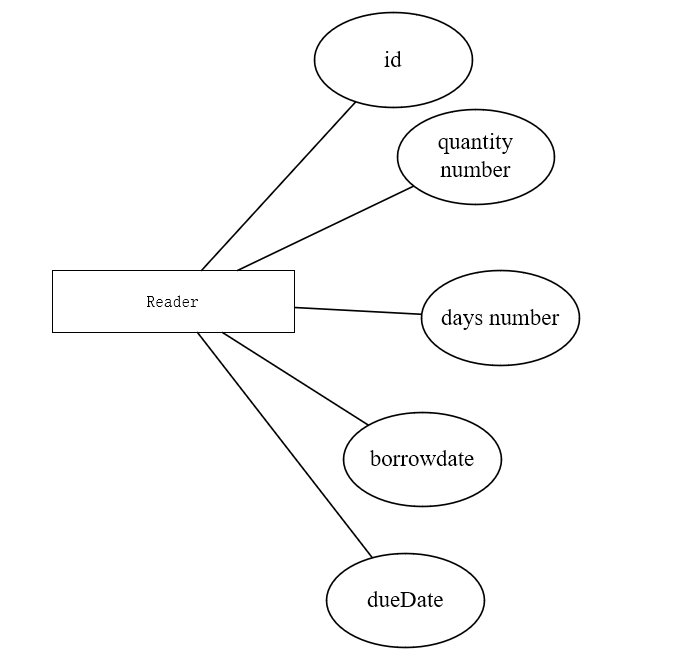 id
quantity
number
Reader
days number
borrowdate
dueDate